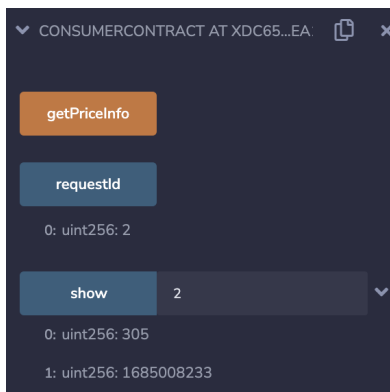 CONSUMERCONTRACT AT XDC65...EA:
getPriceInfo
requestId
0: uint256: 2
show 2
0: uint256: 305
1: uint256: 1685008233